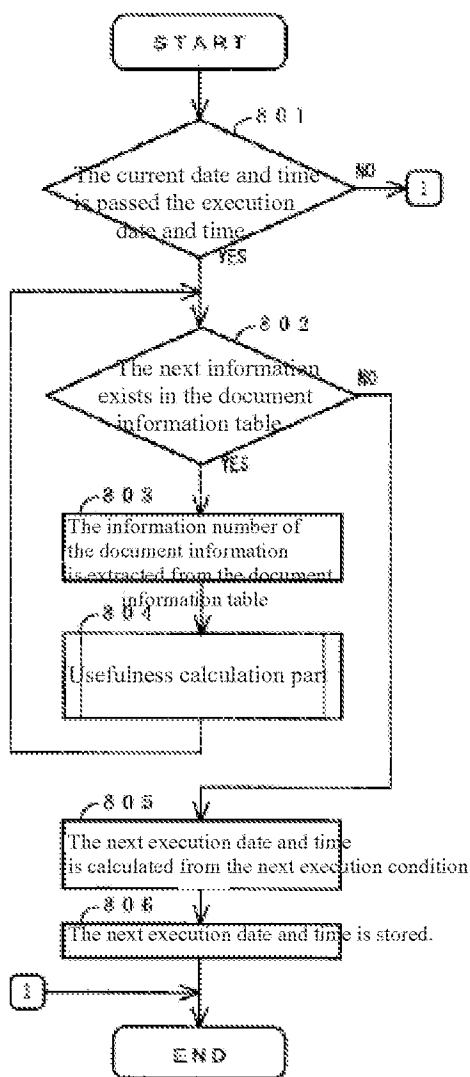 START
801
The current date and time
is passed the execution
date and time
NO
1
YES
802
The next information
exists in the document
information table
NO
YES
803
The information number of
the document information
is extracted from the document
information table
804
Usefulness calculation part
805
The next execution date and time
is calculated from the next execution condition
806
The next execution date and time is stored.
1
END